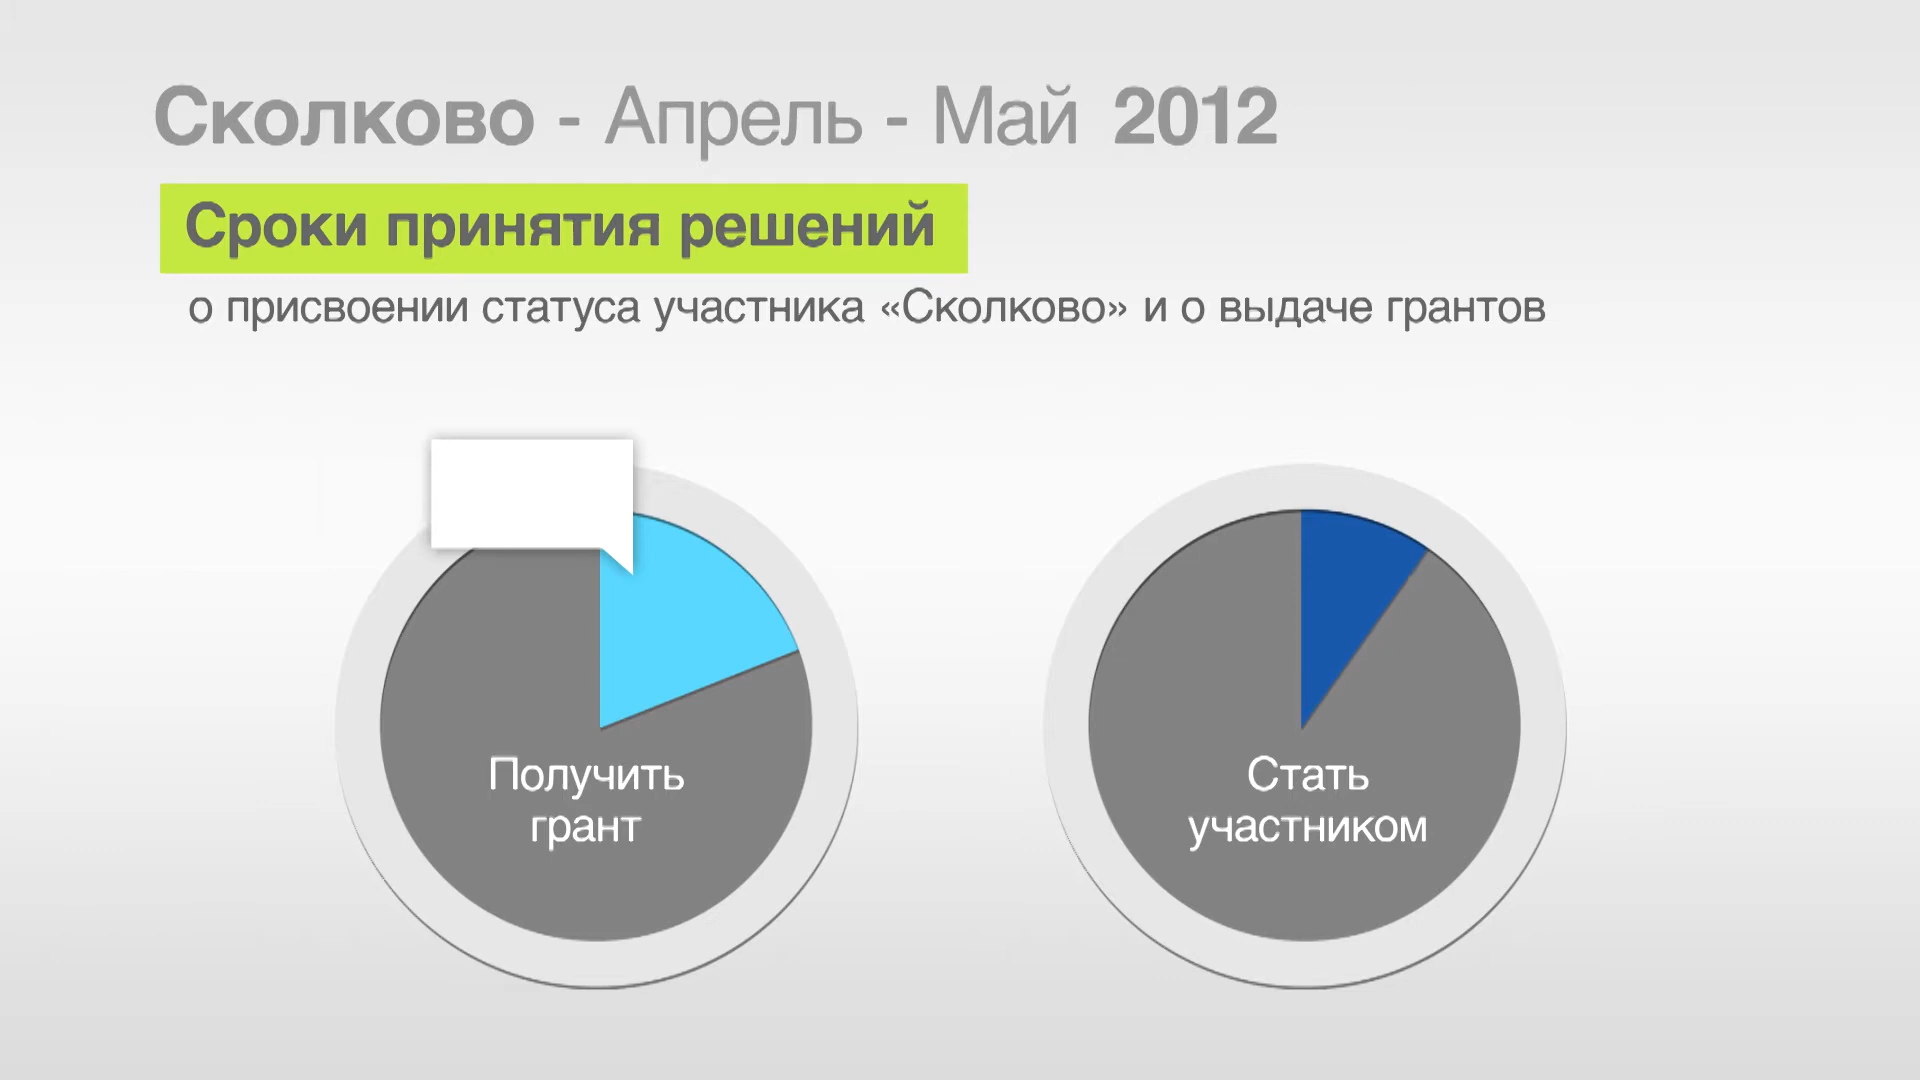 Сколково - Апрель - Май 2012
Сроки принятия решений
о присвоении статуса участника «Сколково» и о выдаче грантов
Получить
грант
Стать
участником